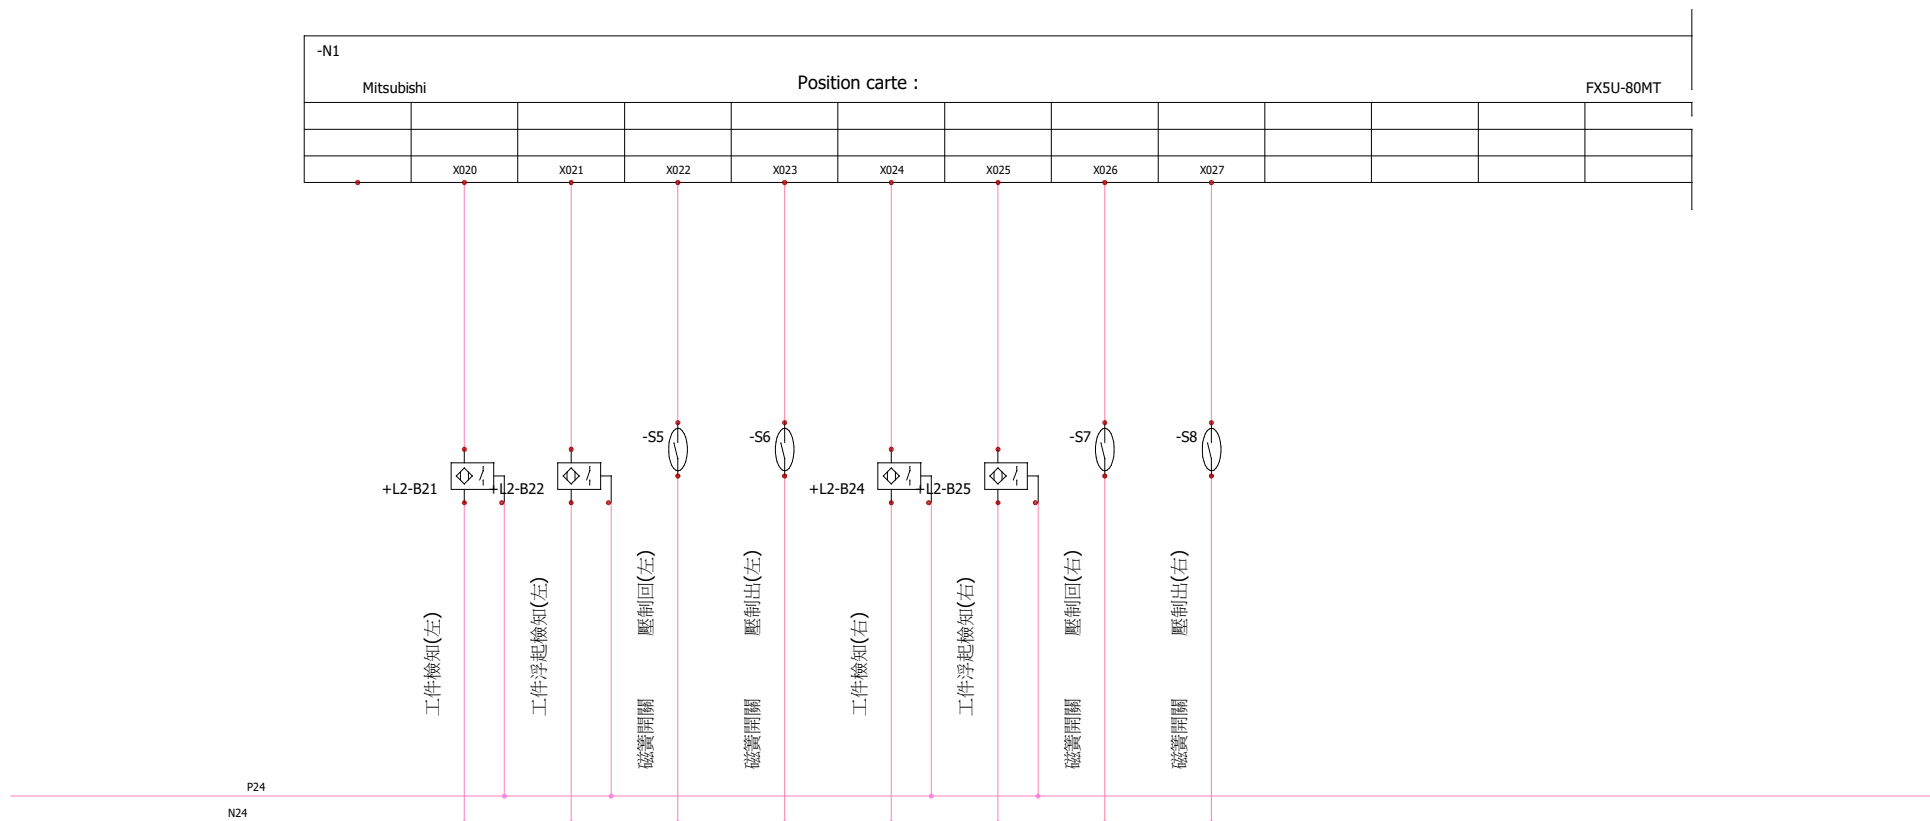 -N1
Mitsubishi
Position carte :
FX5U-80MT
X020
X021
X022
X023
X024
X025
X026
X027
-S5
-S6
-S7
-S8
+L2-B21
+L2-B22
+L2-B24
+L2-B25
工件檢知(左)
工件浮起檢知(左)
磁簧開關 壓制回(左)
磁簧開關 壓制出(左)
工件檢知(右)
工件浮起檢知(右)
磁簧開關 壓制回(右)
磁簧開關 壓制出(右)
P24
N24